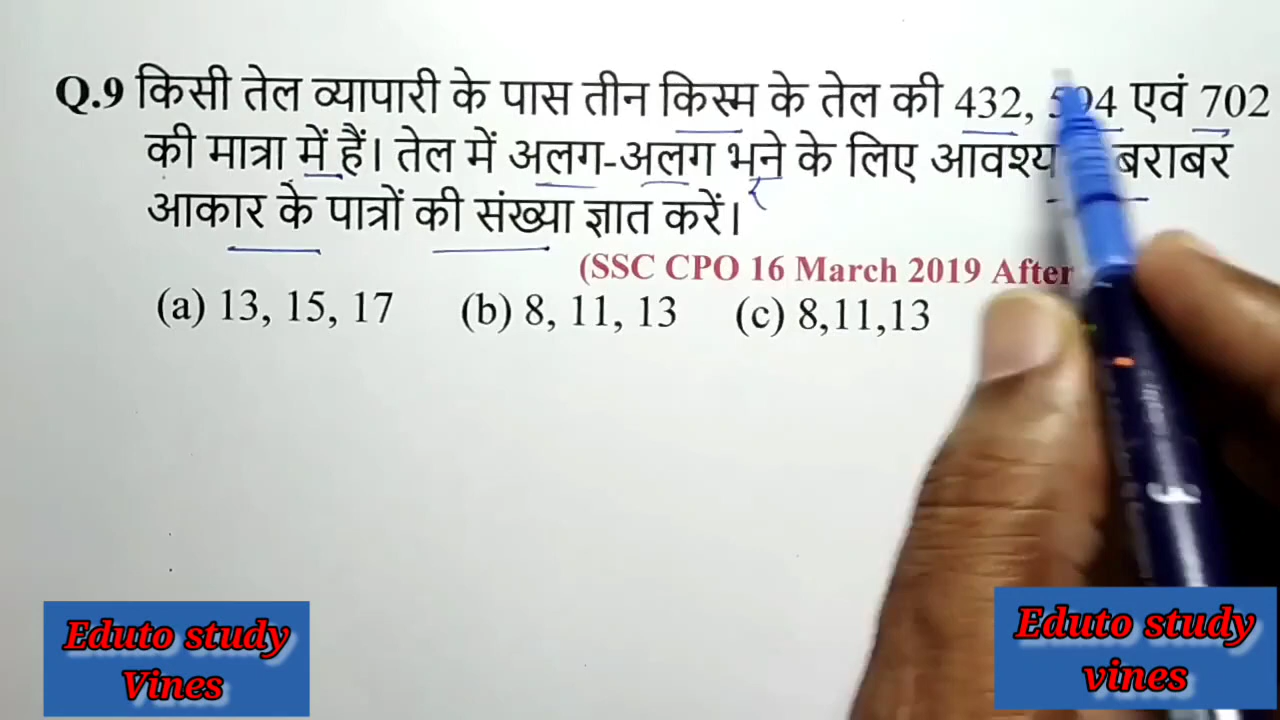 Q.9 किसी तेल व्यापारी के पास तीन किस्म के तेल की 432, 594 एवं 702
की मात्रा में हैं। तेल में अलग-अलग भने के लिए बराबर
आकार के पात्रों की संख्या ज्ञात करें।
(SSC CPO 16 March 2019 After
(a) 13, 15, 17 (b) 8, 11, 13 (c) 8,11,13
Eduto study
Vines
Eduto study
vines